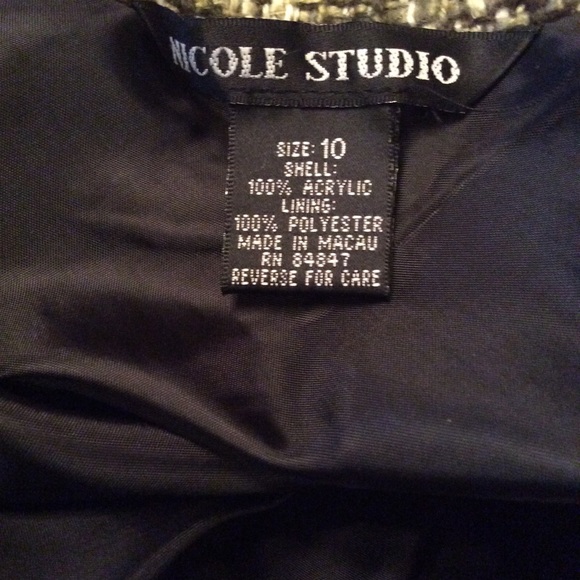 NICOLE STUDIO
SIZE: 10
SHELL:
100% ACRYLIC
LINING:
100% POLYESTER
MADE IN MACAU
RN 84847
REVERSE FOR CARE